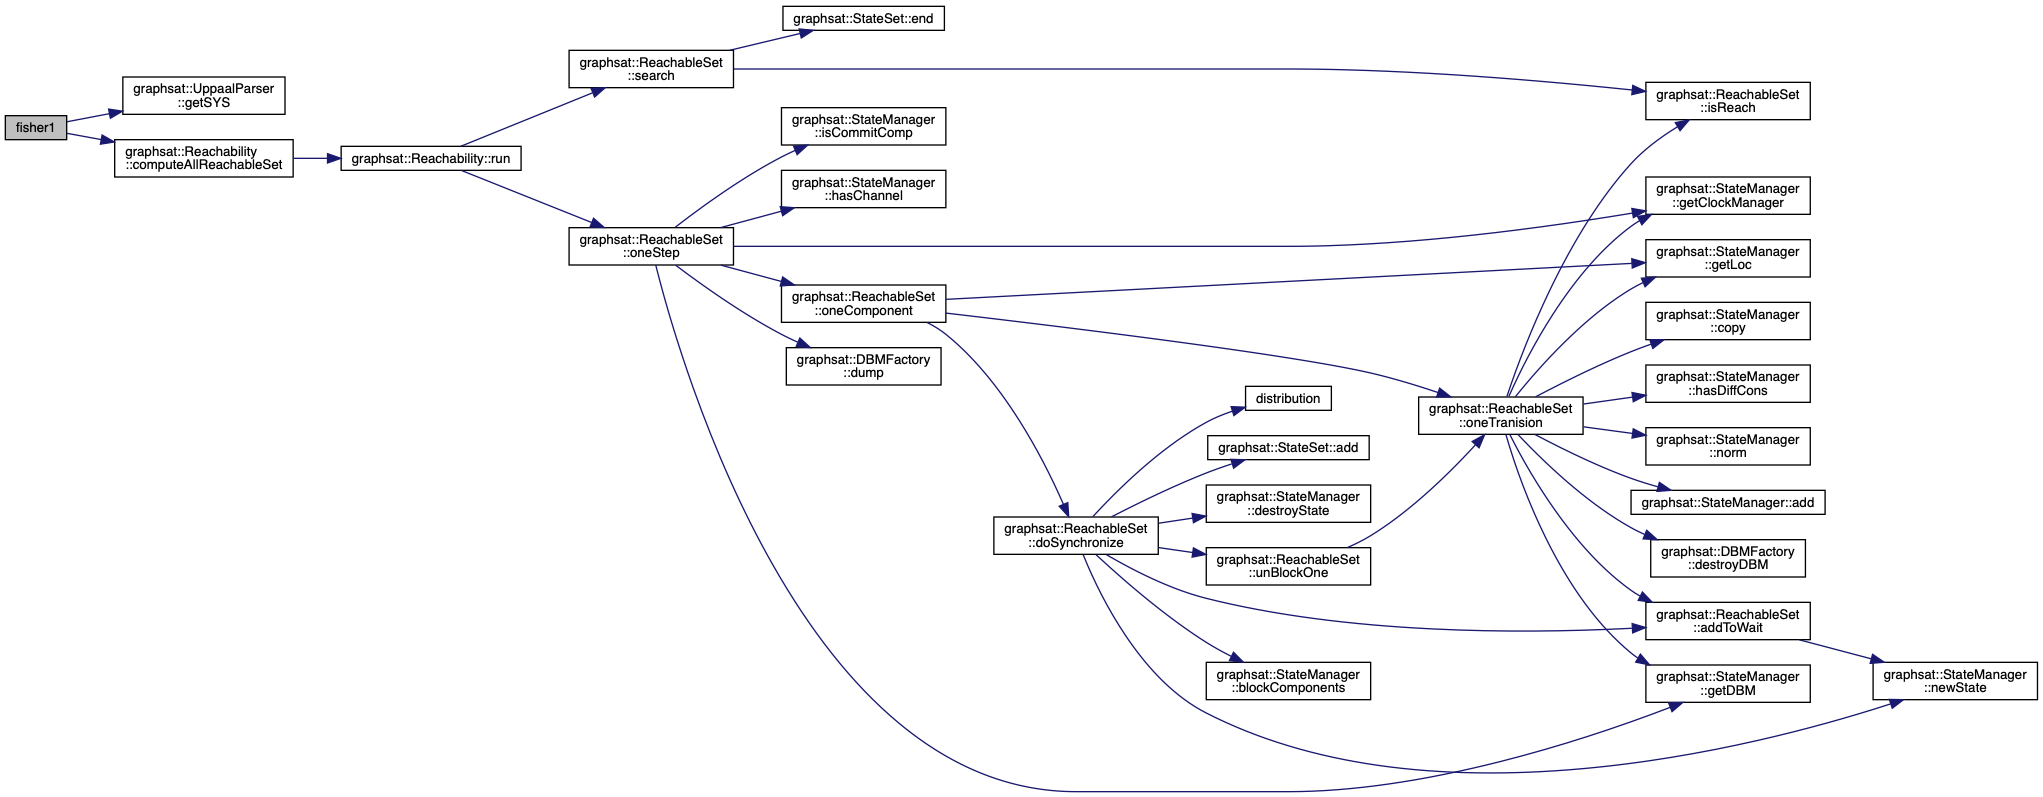 fisher1
graphsat::UppaalParser
::getSYS
graphsat::Reachability
::computeAllReachableSet
graphsat::Reachability::run
graphsat::ReachableSet
::search
graphsat::ReachableSet
::oneStep
graphsat::StateSet::end
graphsat::StateManager
::isCommitComp
graphsat::StateManager
::hasChannel
graphsat::ReachableSet
::oneComponent
graphsat::DBMFactory
::dump
graphsat::ReachableSet
::doSynchronize
distribution
graphsat::StateSet::add
graphsat::StateManager
::destroyState
graphsat::ReachableSet
::unBlockOne
graphsat::StateManager
::blockComponents
graphsat::ReachableSet
::oneTranision
graphsat::ReachableSet
::isReach
graphsat::StateManager
::getClockManager
graphsat::StateManager
::getLoc
graphsat::StateManager
::copy
graphsat::StateManager
::hasDiffCons
graphsat::StateManager
::norm
graphsat::StateManager::add
graphsat::DBMFactory
::destroyDBM
graphsat::ReachableSet
::addToWait
graphsat::StateManager
::getDBM
graphsat::StateManager
::newState